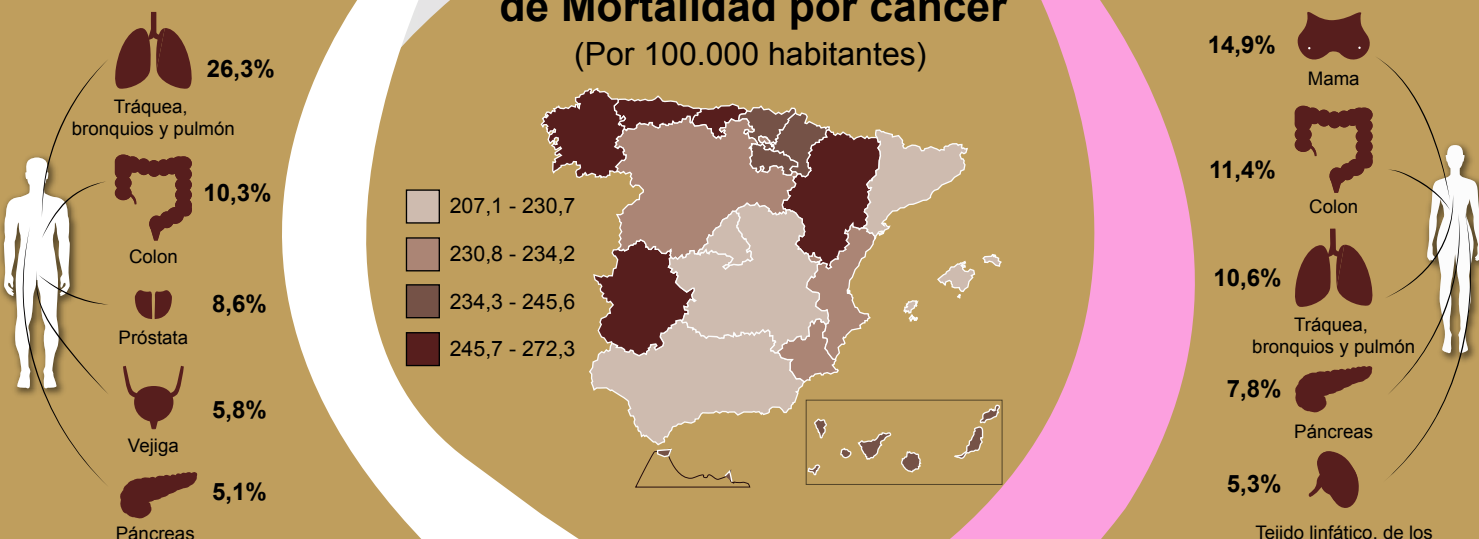 de Mortalidad por cáncer
(Por 100.000 habitantes)
26,3%
Tráquea,
bronquios y pulmón
10,3%
Colon
8,6%
Próstata
5,8%
Vejiga
5,1%
Páncreas
207,1 - 230,7
230,8 - 234,2
234,3 - 245,6
245,7 - 272,3
14,9%
Mama
11,4%
Colon
10,6%
Tráquea,
bronquios y pulmón
7,8%
Páncreas
5,3%
Tejido linfático, de los